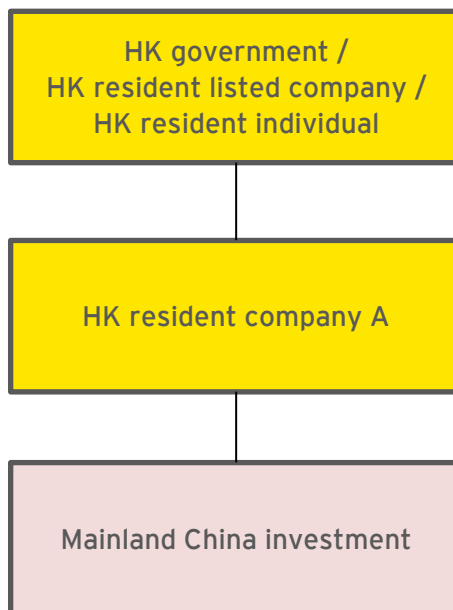 HK government /
HK resident listed company /
HK resident individual
HK resident company A
Mainland China investment